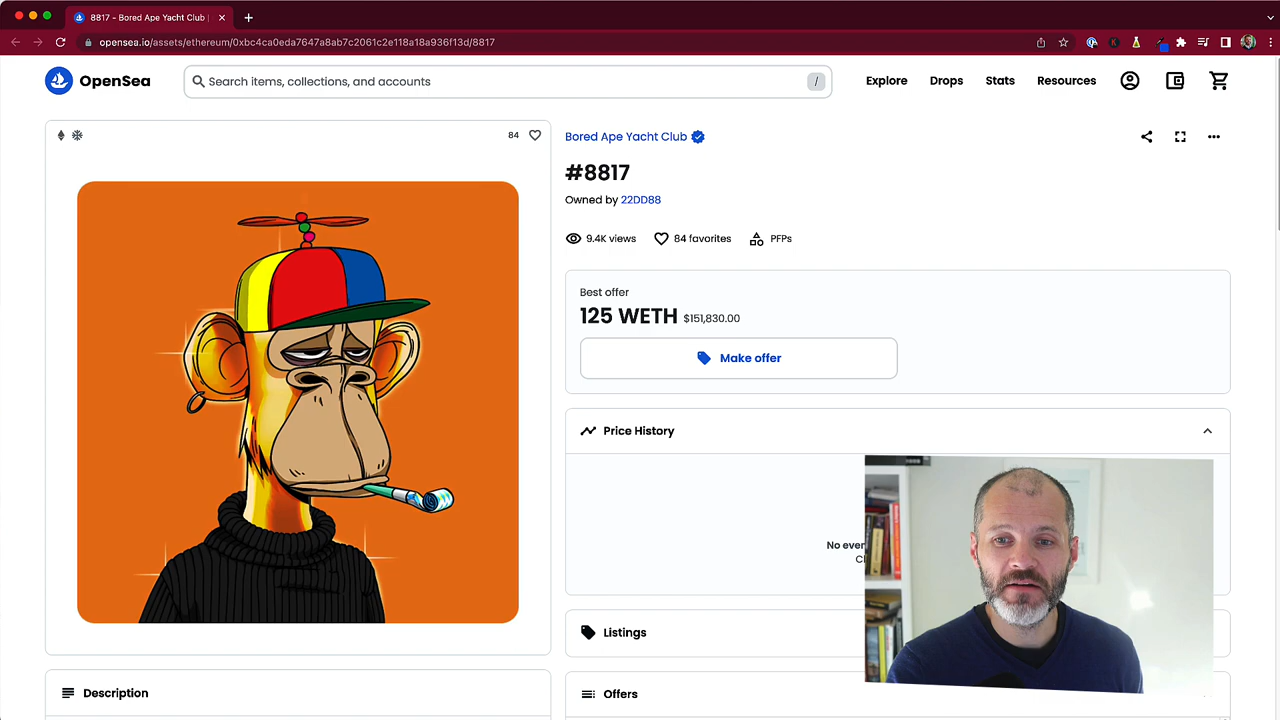 8817 - Bored Ape Yacht Club |
opensea.io/assets/ethereum/0xbc4ca0eda7647a8ab7c2061c2e118a18a936f13d/8817
OpenSea
Search items, collections, and accounts
/
Explore
Drops
Stats
Resources
84
Bored Ape Yacht Club
#8817
Owned by 22DD88
9.4K views
84 favorites
PFPs
Best offer
125 WETH $151,830.00
Make offer
Price History
No
Listings
Description
Offers